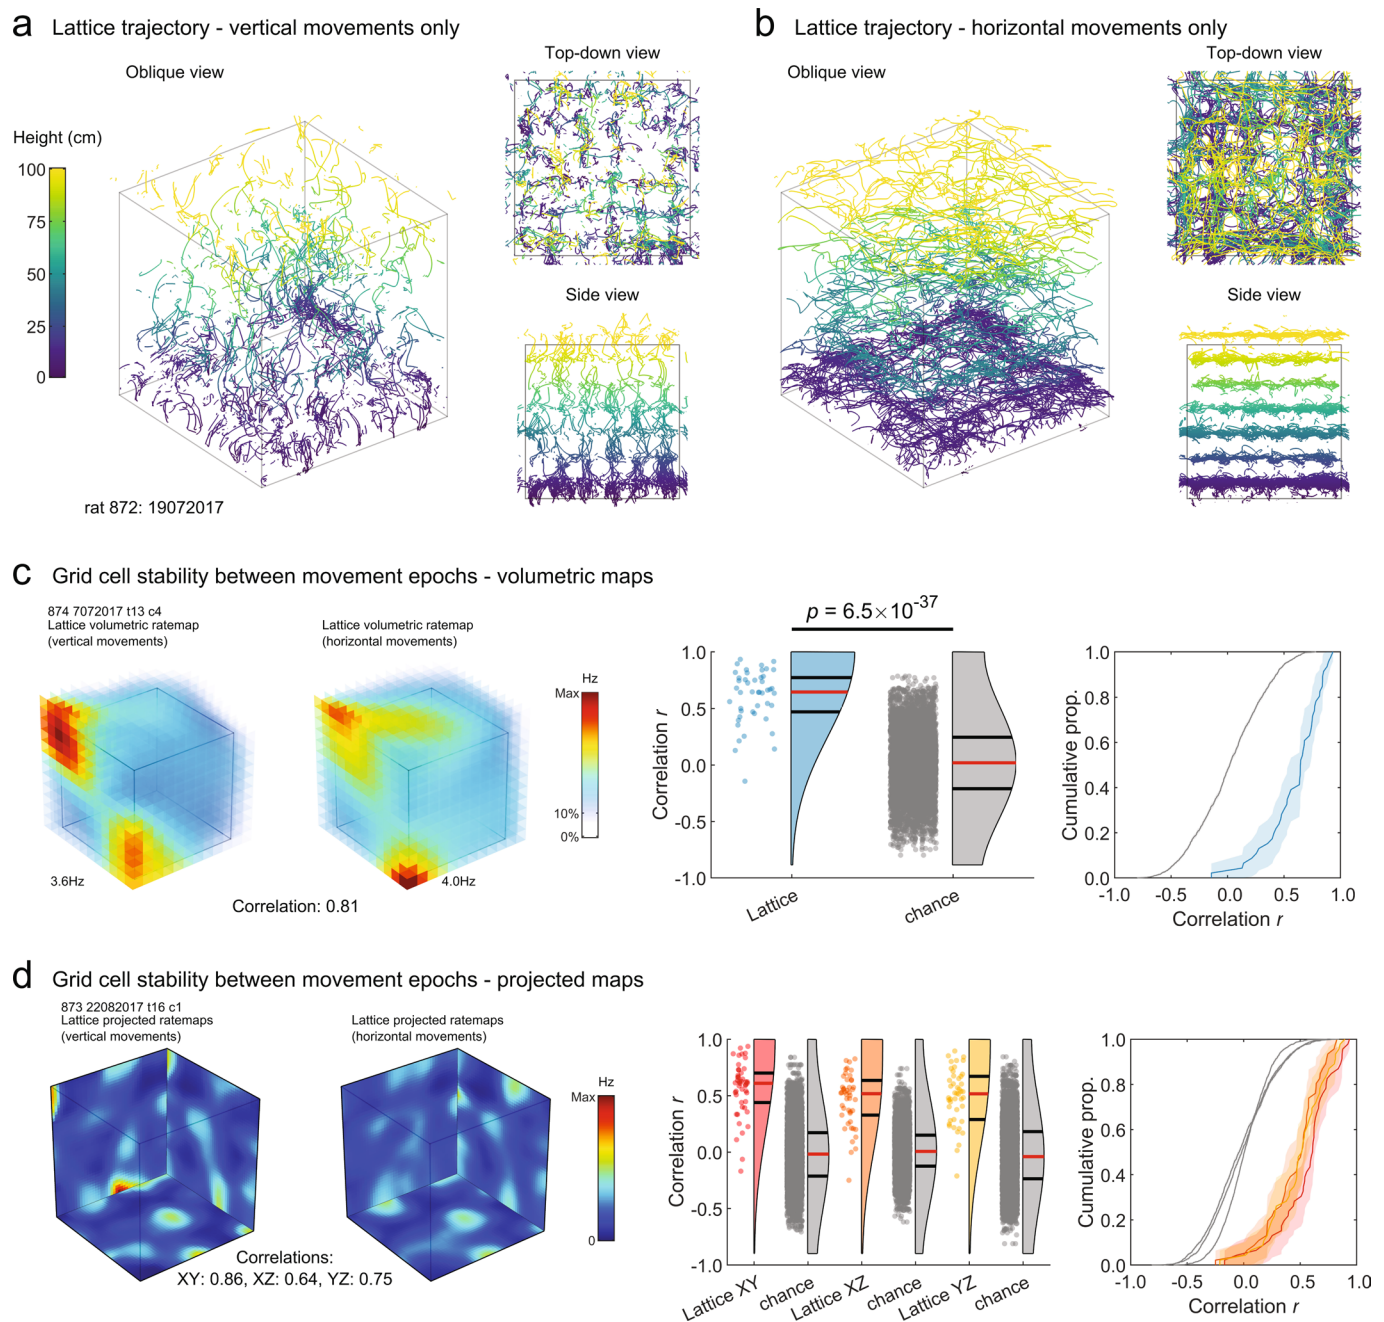 a Lattice trajectory - vertical movements only
Oblique view
Top-down view
Height (cm)
100
75
50
25
0
Side view
rat 872: 19072017
b Lattice trajectory - horizontal movements only
Oblique view
Top-down view
Side view
c Grid cell stability between movement epochs - volumetric maps
874 7072017 t13 c4
Lattice volumetric ratemap
(vertical movements)
3.6Hz
Lattice volumetric ratemap
(horizontal movements)
4.0Hz
Hz
Max
10%
0%
Correlation: 0.81
p = 6.5×10-37
Correlation r
1.0
0.5
0.0
-0.5
-1.0
Lattice
chance
Cumulative prop.
1.0
0.8
0.6
0.4
0.2
0.0
-1.0 -0.5 0.0 0.5 1.0
Correlation r
d Grid cell stability between movement epochs - projected maps
873 22082017 t16 c1
Lattice projected ratemaps
(vertical movements)
Lattice projected ratemaps
(horizontal movements)
Hz
Max
0
Correlations:
XY: 0.86, XZ: 0.64, YZ: 0.75
Correlation r
1.0
0.5
0.0
-0.5
-1.0
Lattice XY
chance
Lattice XZ
chance
Lattice YZ
chance
Cumulative prop.
1.0
0.8
0.6
0.4
0.2
0.0
-1.0 -0.5 0.0 0.5 1.0
Correlation r